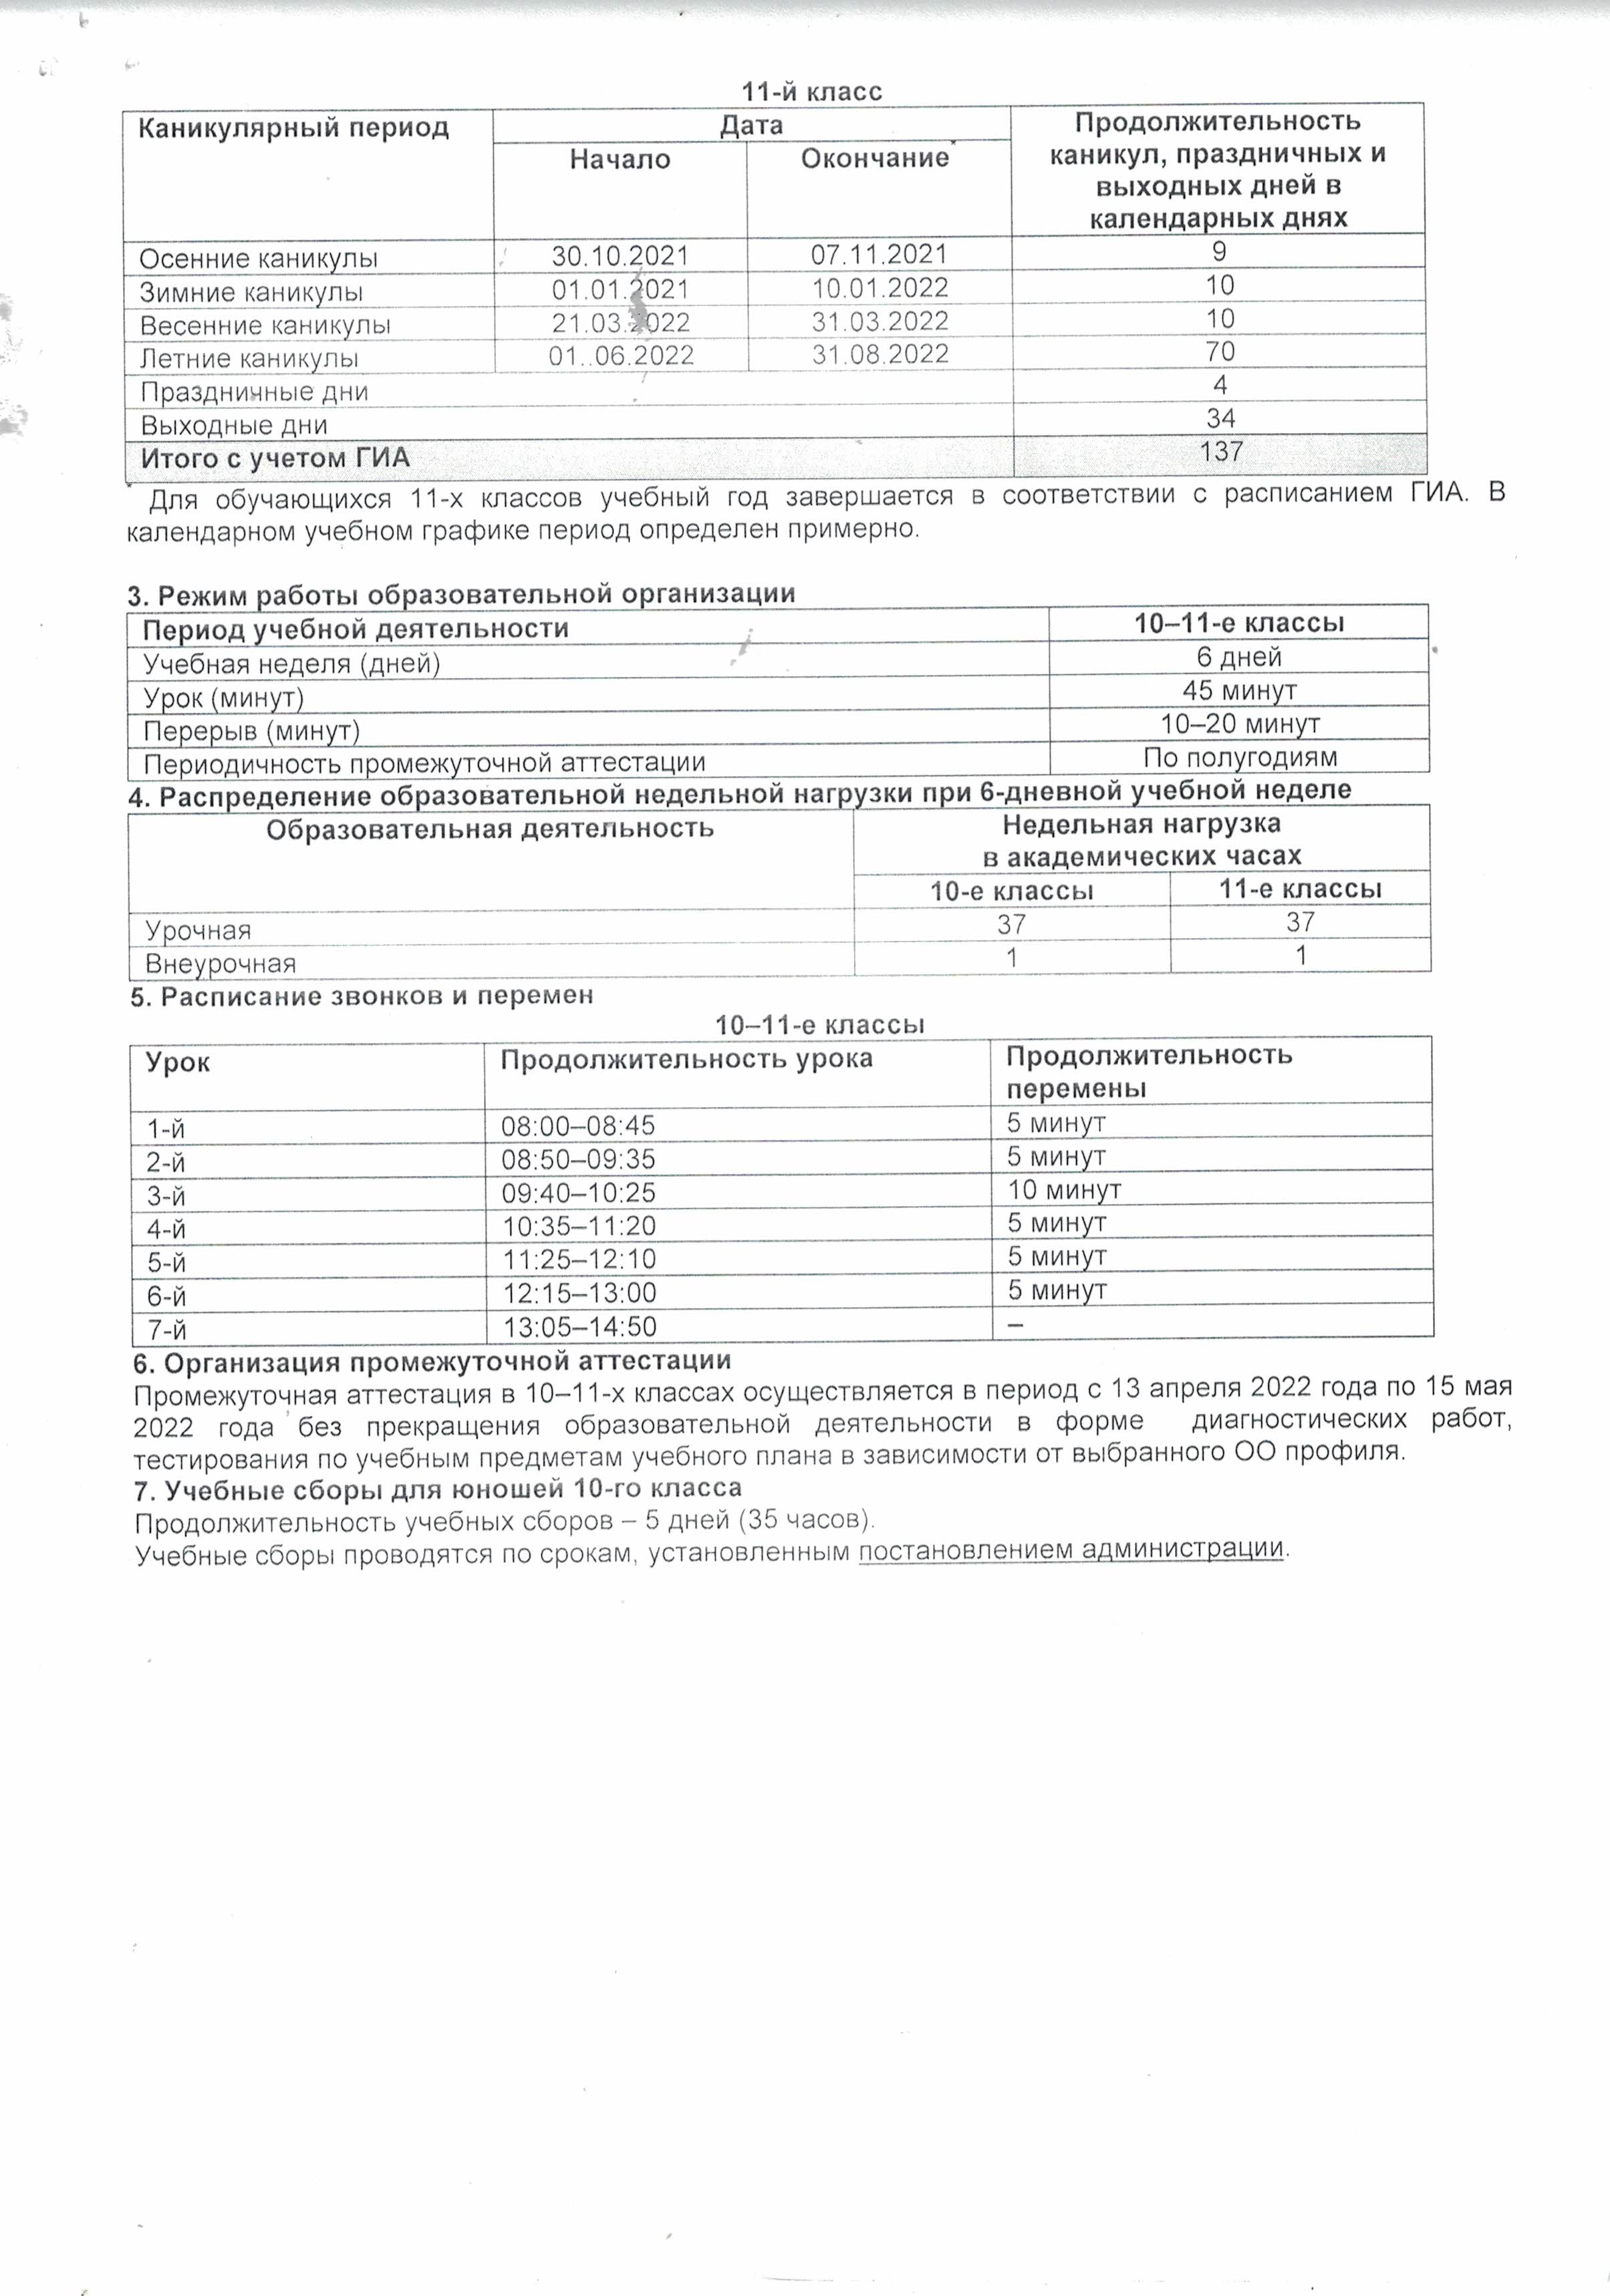 11-й класс
Каникулярный период
Дата
Продолжительность каникул, праздничных и выходных дней в календарных днях
Начало
Окончание*
Осенние каникулы 30.10.2021 07.11.2021 9
Зимние каникулы 01.01.2021 10.01.2022 10
Весенние каникулы 21.03.2022 31.03.2022 10
Летние каникулы 01..06.2022 31.08.2022 70
Праздничные дни 4
Выходные дни 34
Итого с учетом ГИА 137
* Для обучающихся 11-х классов учебный год завершается в соответствии с расписанием ГИА. В
календарном учебном графике период определен примерно.
3. Режим работы образовательной организации
Период учебной деятельности 10–11-е классы
Учебная неделя (дней) 6 дней
Урок (минут) 45 минут
Перерыв (минут) 10–20 минут
Периодичность промежуточной аттестации По полугодиям
4. Распределение образовательной недельной нагрузки при 6-дневной учебной неделе
Образовательная деятельность
Недельная нагрузка
в академических часах
10-е классы 11-е классы
Урочная 37 37
Внеурочная 1 1
5. Расписание звонков и перемен
10–11-е классы
Урок Продолжительность урока Продолжительность
перемены
1-й 08:00–08:45 5 минут
2-й 08:50–09:35 5 минут
3-й 09:40–10:25 10 минут
4-й 10:35–11:20 5 минут
5-й 11:25–12:10 5 минут
6-й 12:15–13:00 5 минут
7-й 13:05–14:50 –
6. Организация промежуточной аттестации
Промежуточная аттестация в 10–11-х классах осуществляется в период с 13 апреля 2022 года по 15 мая
2022 года без прекращения образовательной деятельности в форме диагностических работ,
тестирования по учебным предметам учебного плана в зависимости от выбранного ОО профиля.
7. Учебные сборы для юношей 10-го класса
Продолжительность учебных сборов – 5 дней (35 часов).
Учебные сборы проводятся по срокам, установленным постановлением администрации.